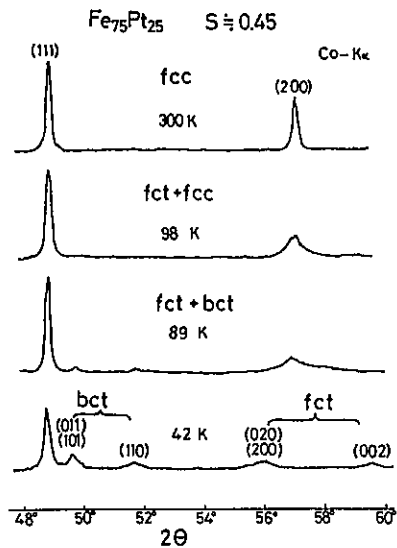 Fe75Pt25 S≒0.45
Co-Kα
(111)
fcc
(200)
300 K
fct+fcc
98 K
fct+bct
89 K
bct
fct
(011)
(101)
(110)
42 K
(020)
(200)
(002)
48° 50° 52° 54° 56° 58° 60°
2θ